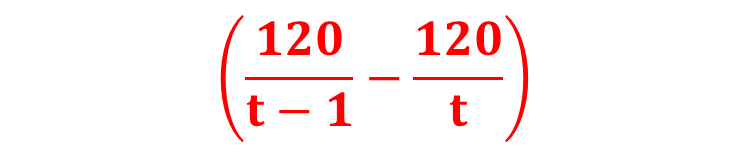 (120/(t − 1) − 120/t)